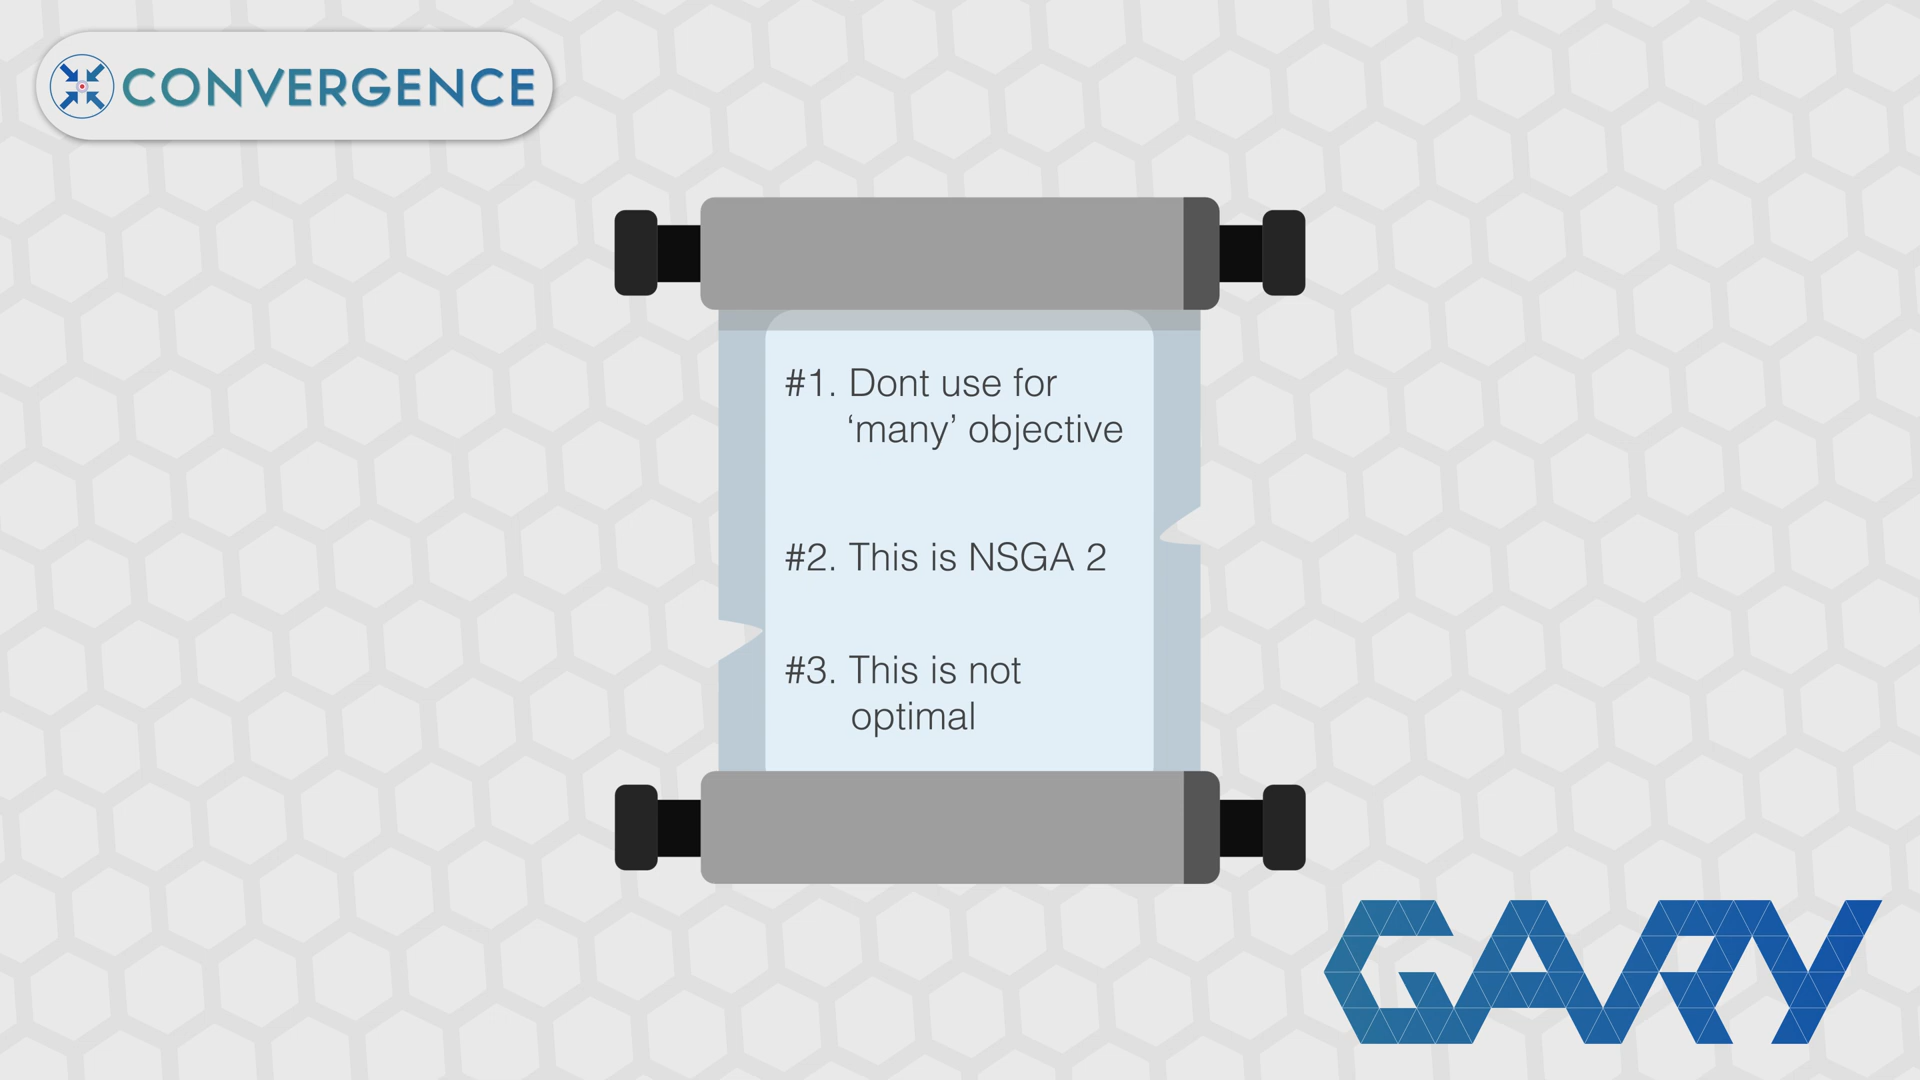 CONVERGENCE
#1. Dont use for
‘many’ objective
#2. This is NSGA 2
#3. This is not
optimal
GARY